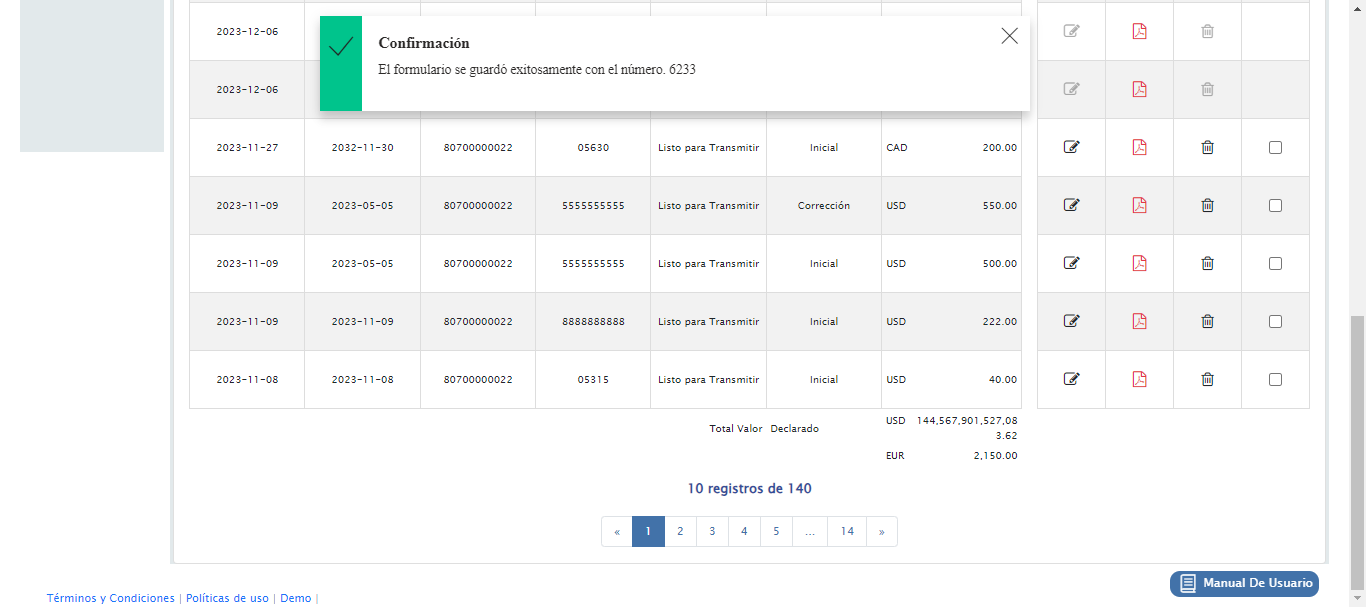 2023-12-06
Confirmación
El formulario se guardó exitosamente con el número. 6233
2023-12-06
2023-11-27 2032-11-30 80700000022 05630 Listo para Transmitir Inicial CAD 200.00
2023-11-09 2023-05-05 80700000022 5555555555 Listo para Transmitir Corrección USD 550.00
2023-11-09 2023-05-05 80700000022 5555555555 Listo para Transmitir Inicial USD 500.00
2023-11-09 2023-11-09 80700000022 8888888888 Listo para Transmitir Inicial USD 222.00
2023-11-08 2023-11-08 80700000022 05315 Listo para Transmitir Inicial USD 40.00
Total Valor Declarado USD 144,567,901,527,08
3.62
EUR 2,150.00
10 registros de 140
« 1 2 3 4 5 ... 14 »
Manual De Usuario
Términos y Condiciones | Políticas de uso | Demo |